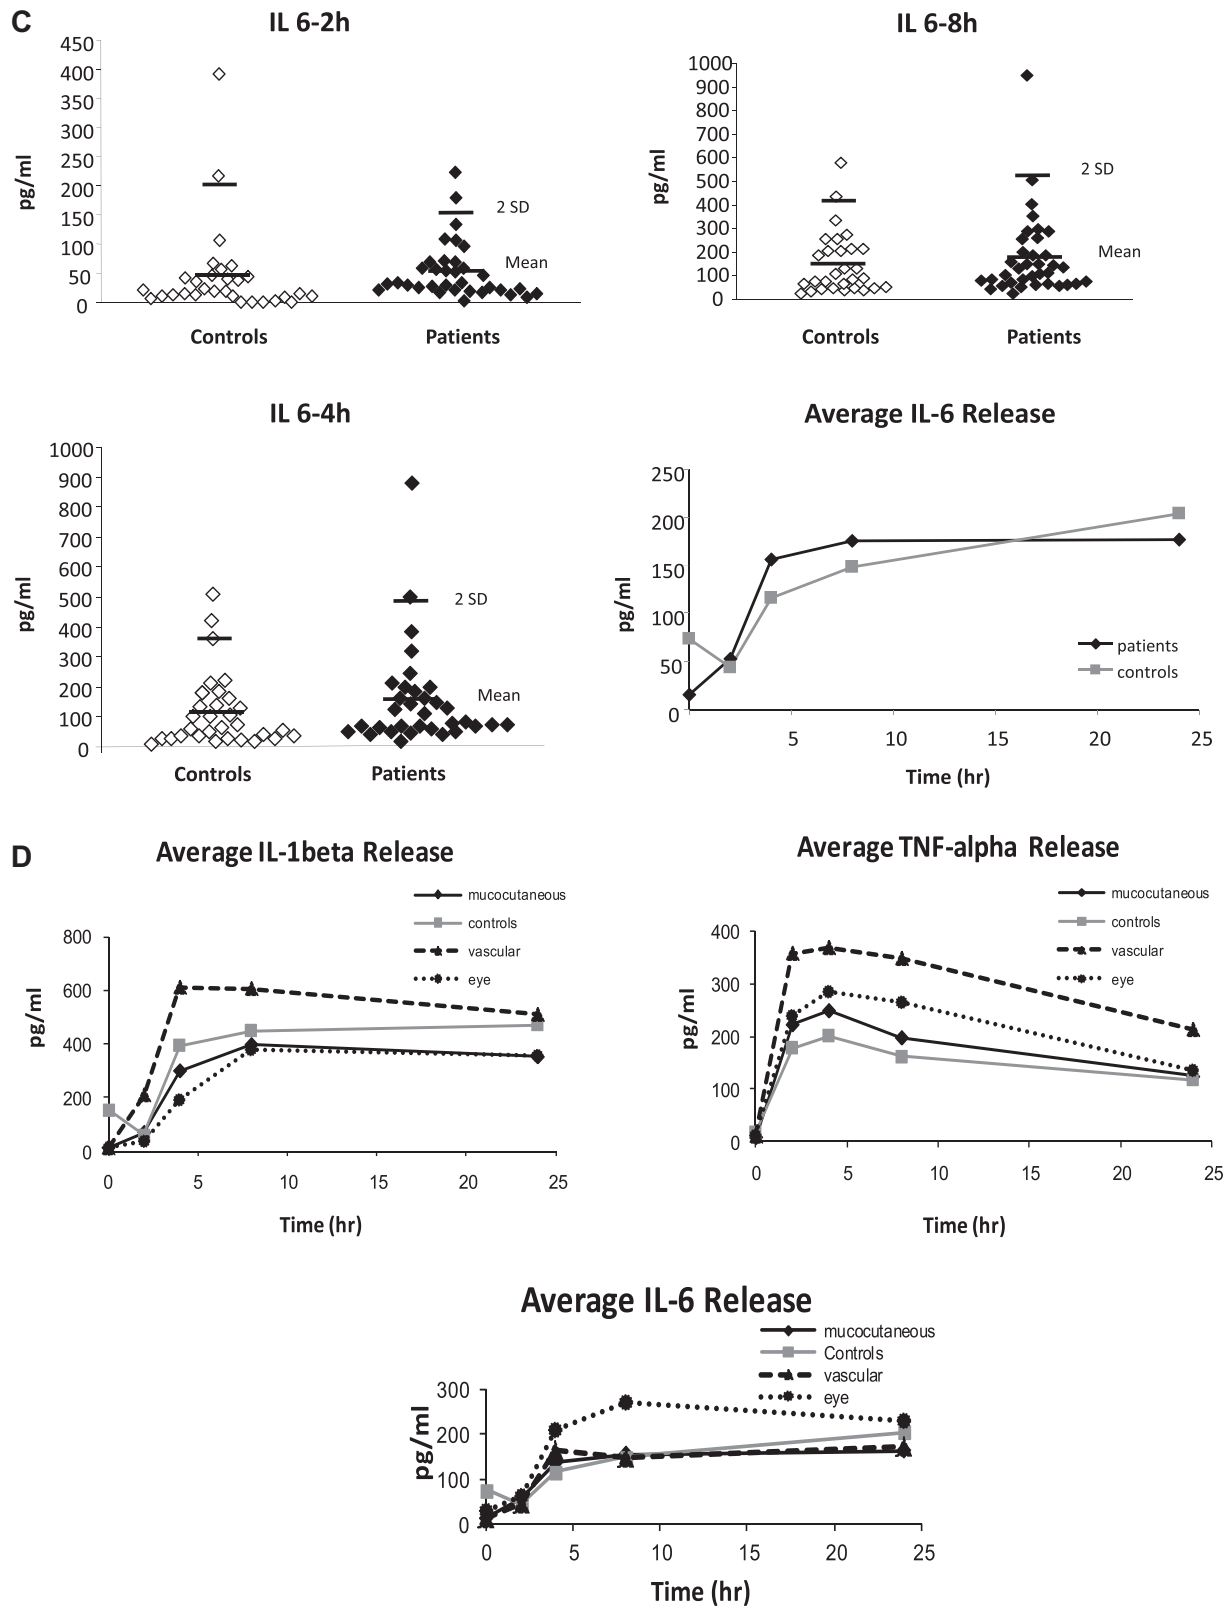 C
IL 6-2h
450
400
350
300
250
200
150
100
50
0
pg/ml
2 SD
Mean
Controls
Patients
IL 6-8h
1000
900
800
700
600
500
400
300
200
100
0
pg/ml
2 SD
Mean
Controls
Patients
IL 6-4h
1000
900
800
700
600
500
400
300
200
100
0
pg/ml
2 SD
Mean
Controls
Patients
Average IL-6 Release
250
200
150
100
50
0
pg/ml
patients
controls
5 10 15 20 25
Time (hr)
D
Average IL-1beta Release
mucocutaneous
controls
vascular
eye
800
600
400
200
0
pg/ml
0 5 10 15 20 25
Time (hr)
Average TNF-alpha Release
mucocutaneous
controls
vascular
eye
400
300
200
100
0
pg/ml
0 5 10 15 20 25
Time (hr)
Average IL-6 Release
mucocutaneous
Controls
vascular
eye
300
200
100
0
pg/ml
0 5 10 15 20 25
Time (hr)